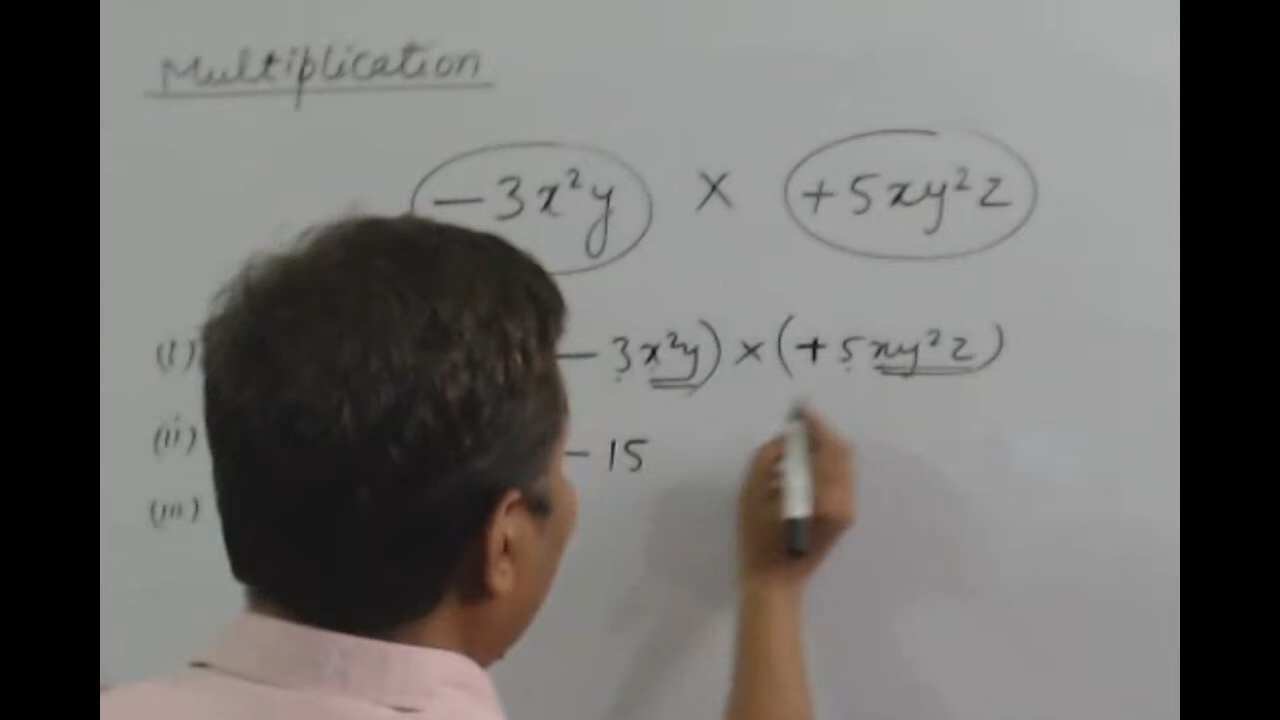 Multiplication
-3x²y × +5xy²z
(i) -3x²y) × (+5xy²z)
(ii) -15
(iii)